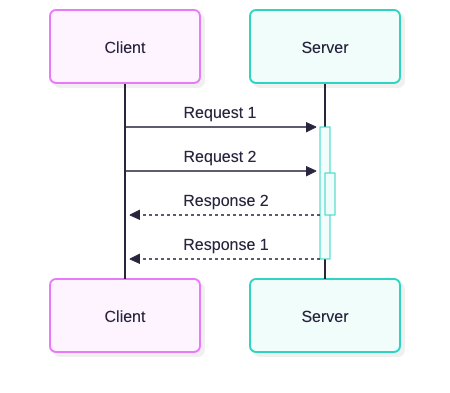 Client
Server
Request 1
Request 2
Response 2
Response 1
Client
Server